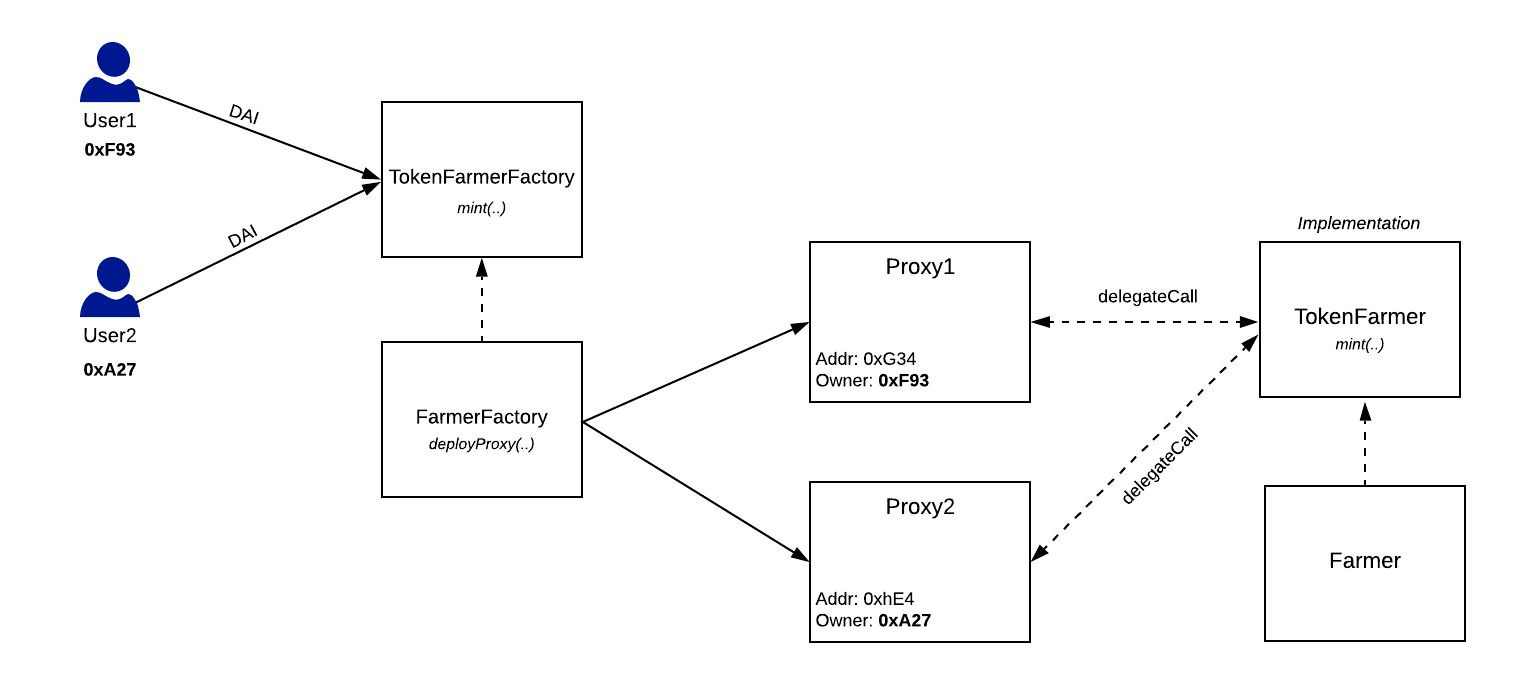 User1
0xF93
DAI
User2
0xA27
DAI
TokenFarmerFactory
mint(..)
FarmerFactory
deployProxy(..)
Proxy1
Addr: 0xG34
Owner: 0xF93
Proxy2
Addr: 0xhE4
Owner: 0xA27
delegateCall
delegateCall
Implementation
TokenFarmer
mint(..)
Farmer